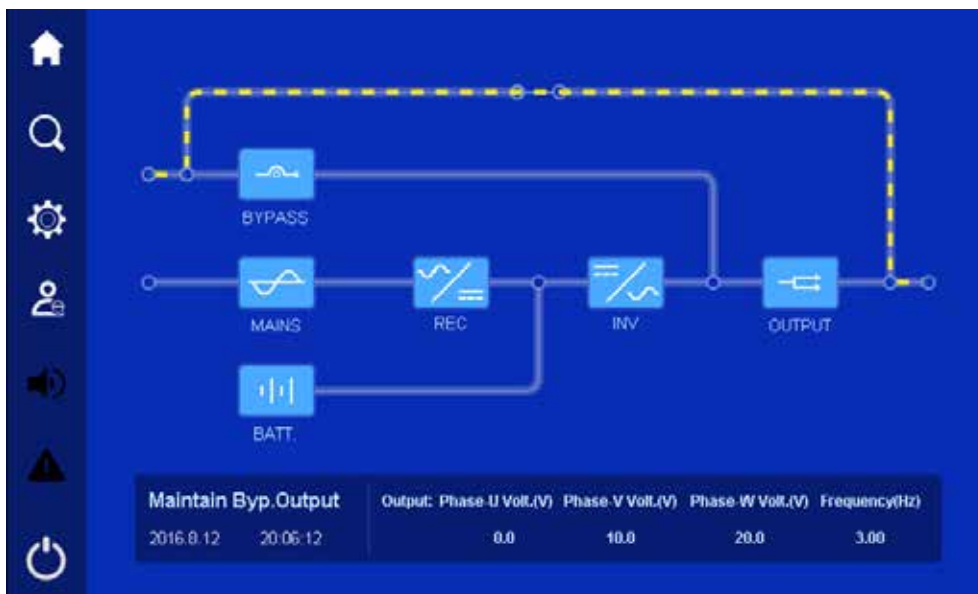 BYPASS
MAINS
REC
INV
OUTPUT
BATT.
Maintain Byp.Output
Output: Phase-U Volt.(V) Phase-V Volt.(V) Phase-W Volt.(V) Frequency(Hz)
2016.8.12 20:06:12
0.0 10.0 20.0 3.00